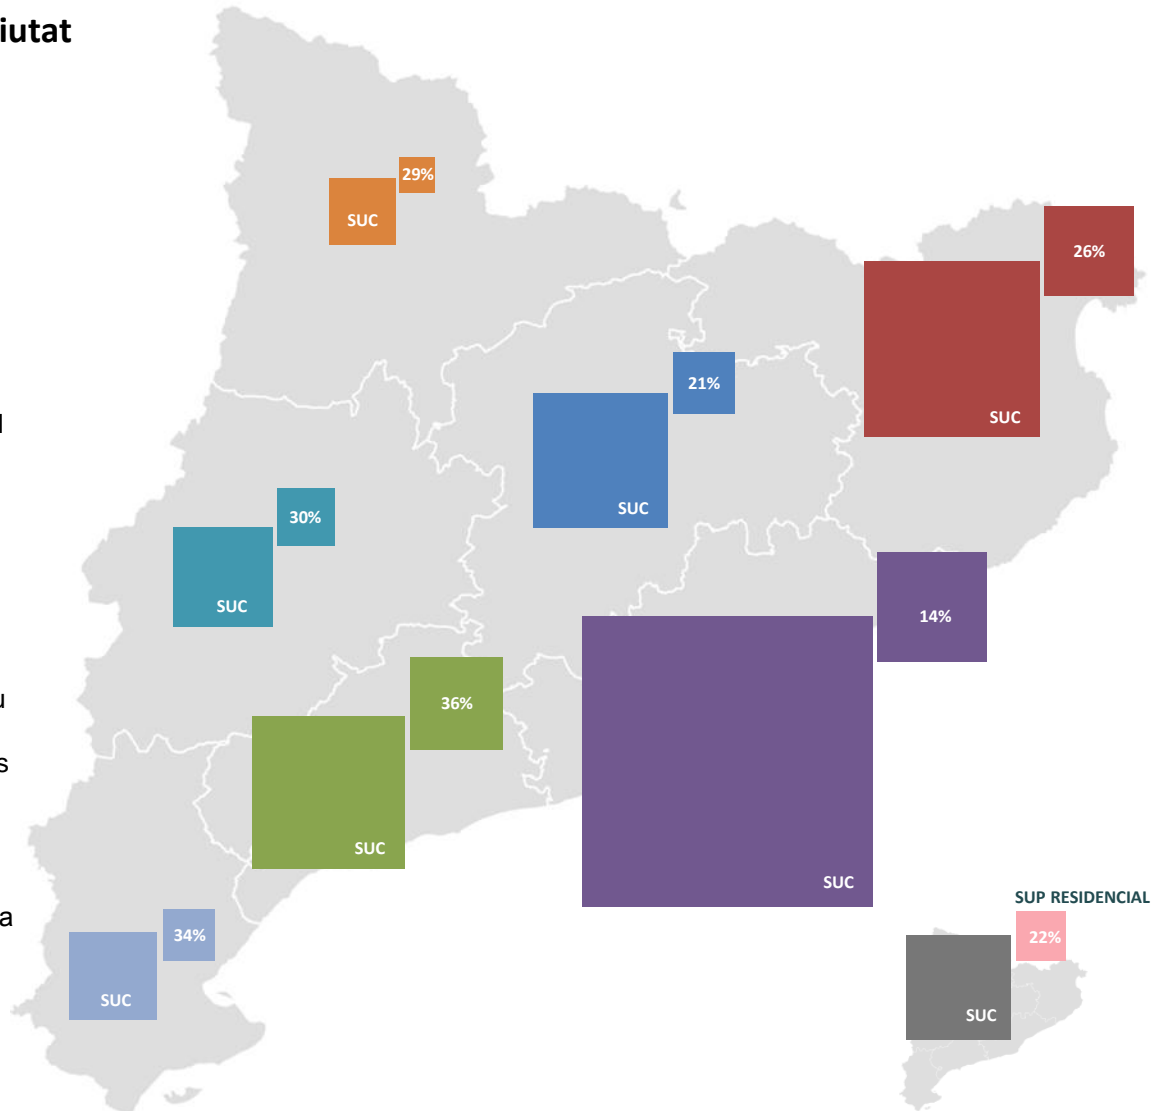 iutat
29%
SUC
26%
SUC
21%
SUC
l
30%
SUC
14%
SUC
u
36%
s
SUC
a
34%
SUC
SUP RESIDENCIAL
22%
SUC